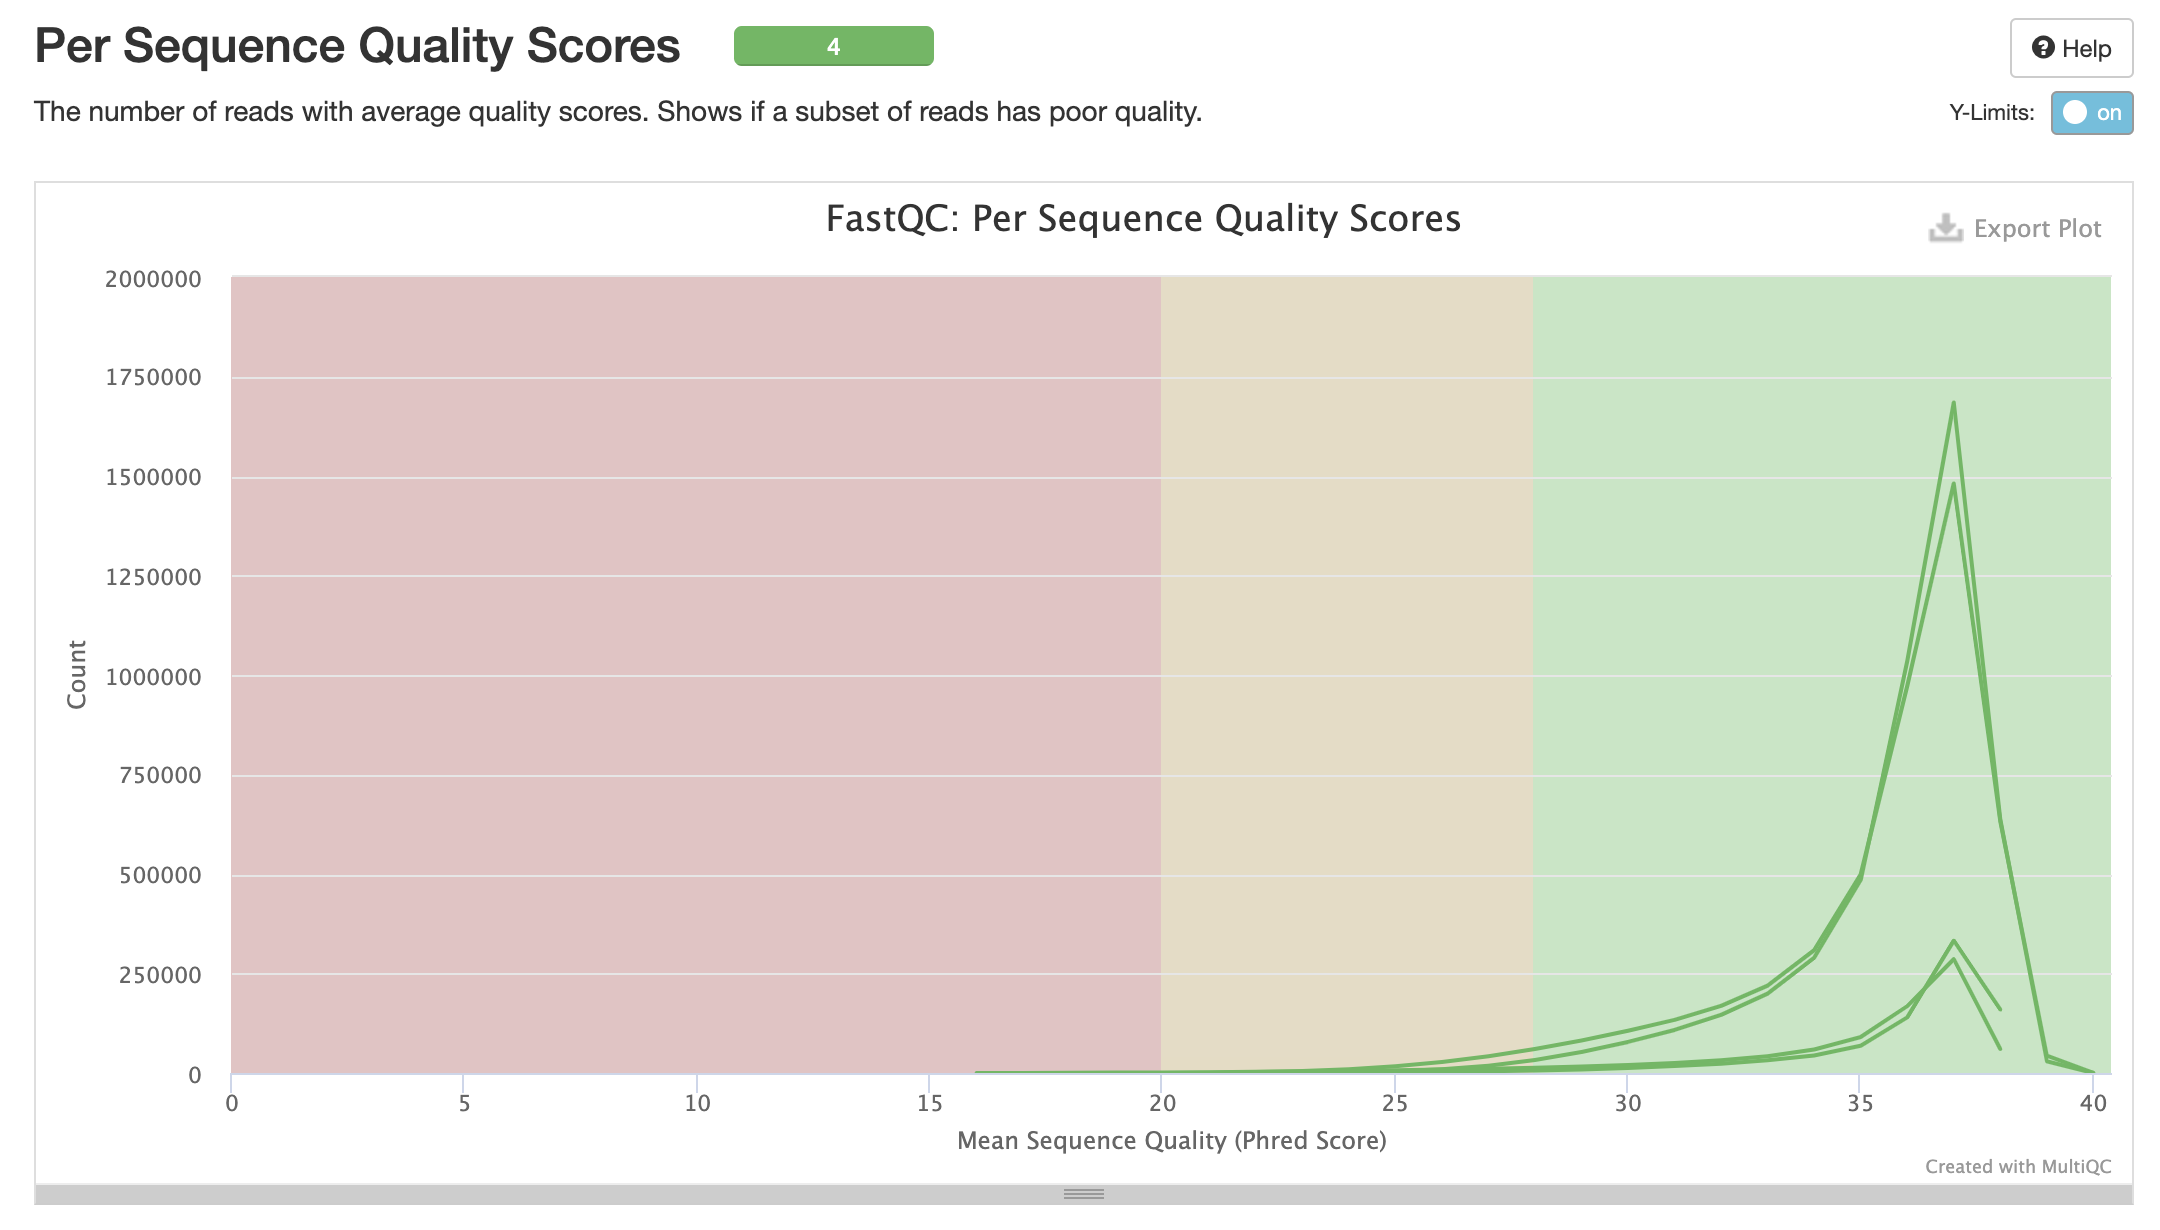 Per Sequence Quality Scores
4
Help
The number of reads with average quality scores. Shows if a subset of reads has poor quality.
Y-Limits:
on
FastQC: Per Sequence Quality Scores
Export Plot
2000000
1750000
1500000
1250000
1000000
750000
500000
250000
0
Count
0
5
10
15
20
25
30
35
40
Mean Sequence Quality (Phred Score)
Created with MultiQC